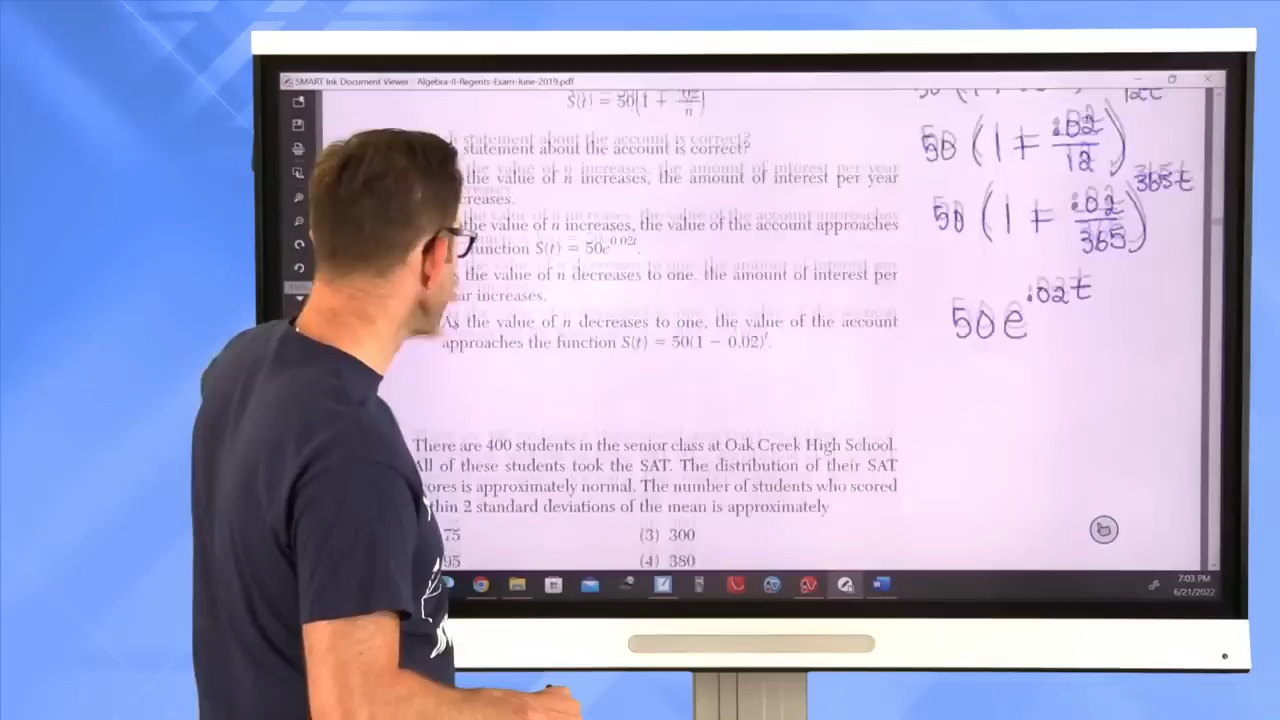 SMART Ink Document Viewer - Algebra-II-Regents-Exam-June-2019.pdf
statement about the account is correct?
the value of n increases, the amount of interest per year
creases.
the value of n increases, the value of the account approaches
function S(t) = 50e^0.02t.
the value of n decreases to one, the amount of interest per
ar increases.
As the value of n decreases to one, the value of the account
approaches the function S(t) = 50(1 − 0.02)^t.
There are 400 students in the senior class at Oak Creek High School.
All of these students took the SAT. The distribution of their SAT
cores is approximately normal. The number of students who scored
thin 2 standard deviations of the mean is approximately
75 (3) 300
95 (4) 380
50 (1 + .02/12)
50 (1 + .02/365)^365t
50e^.02t
7:03 PM
6/21/2022